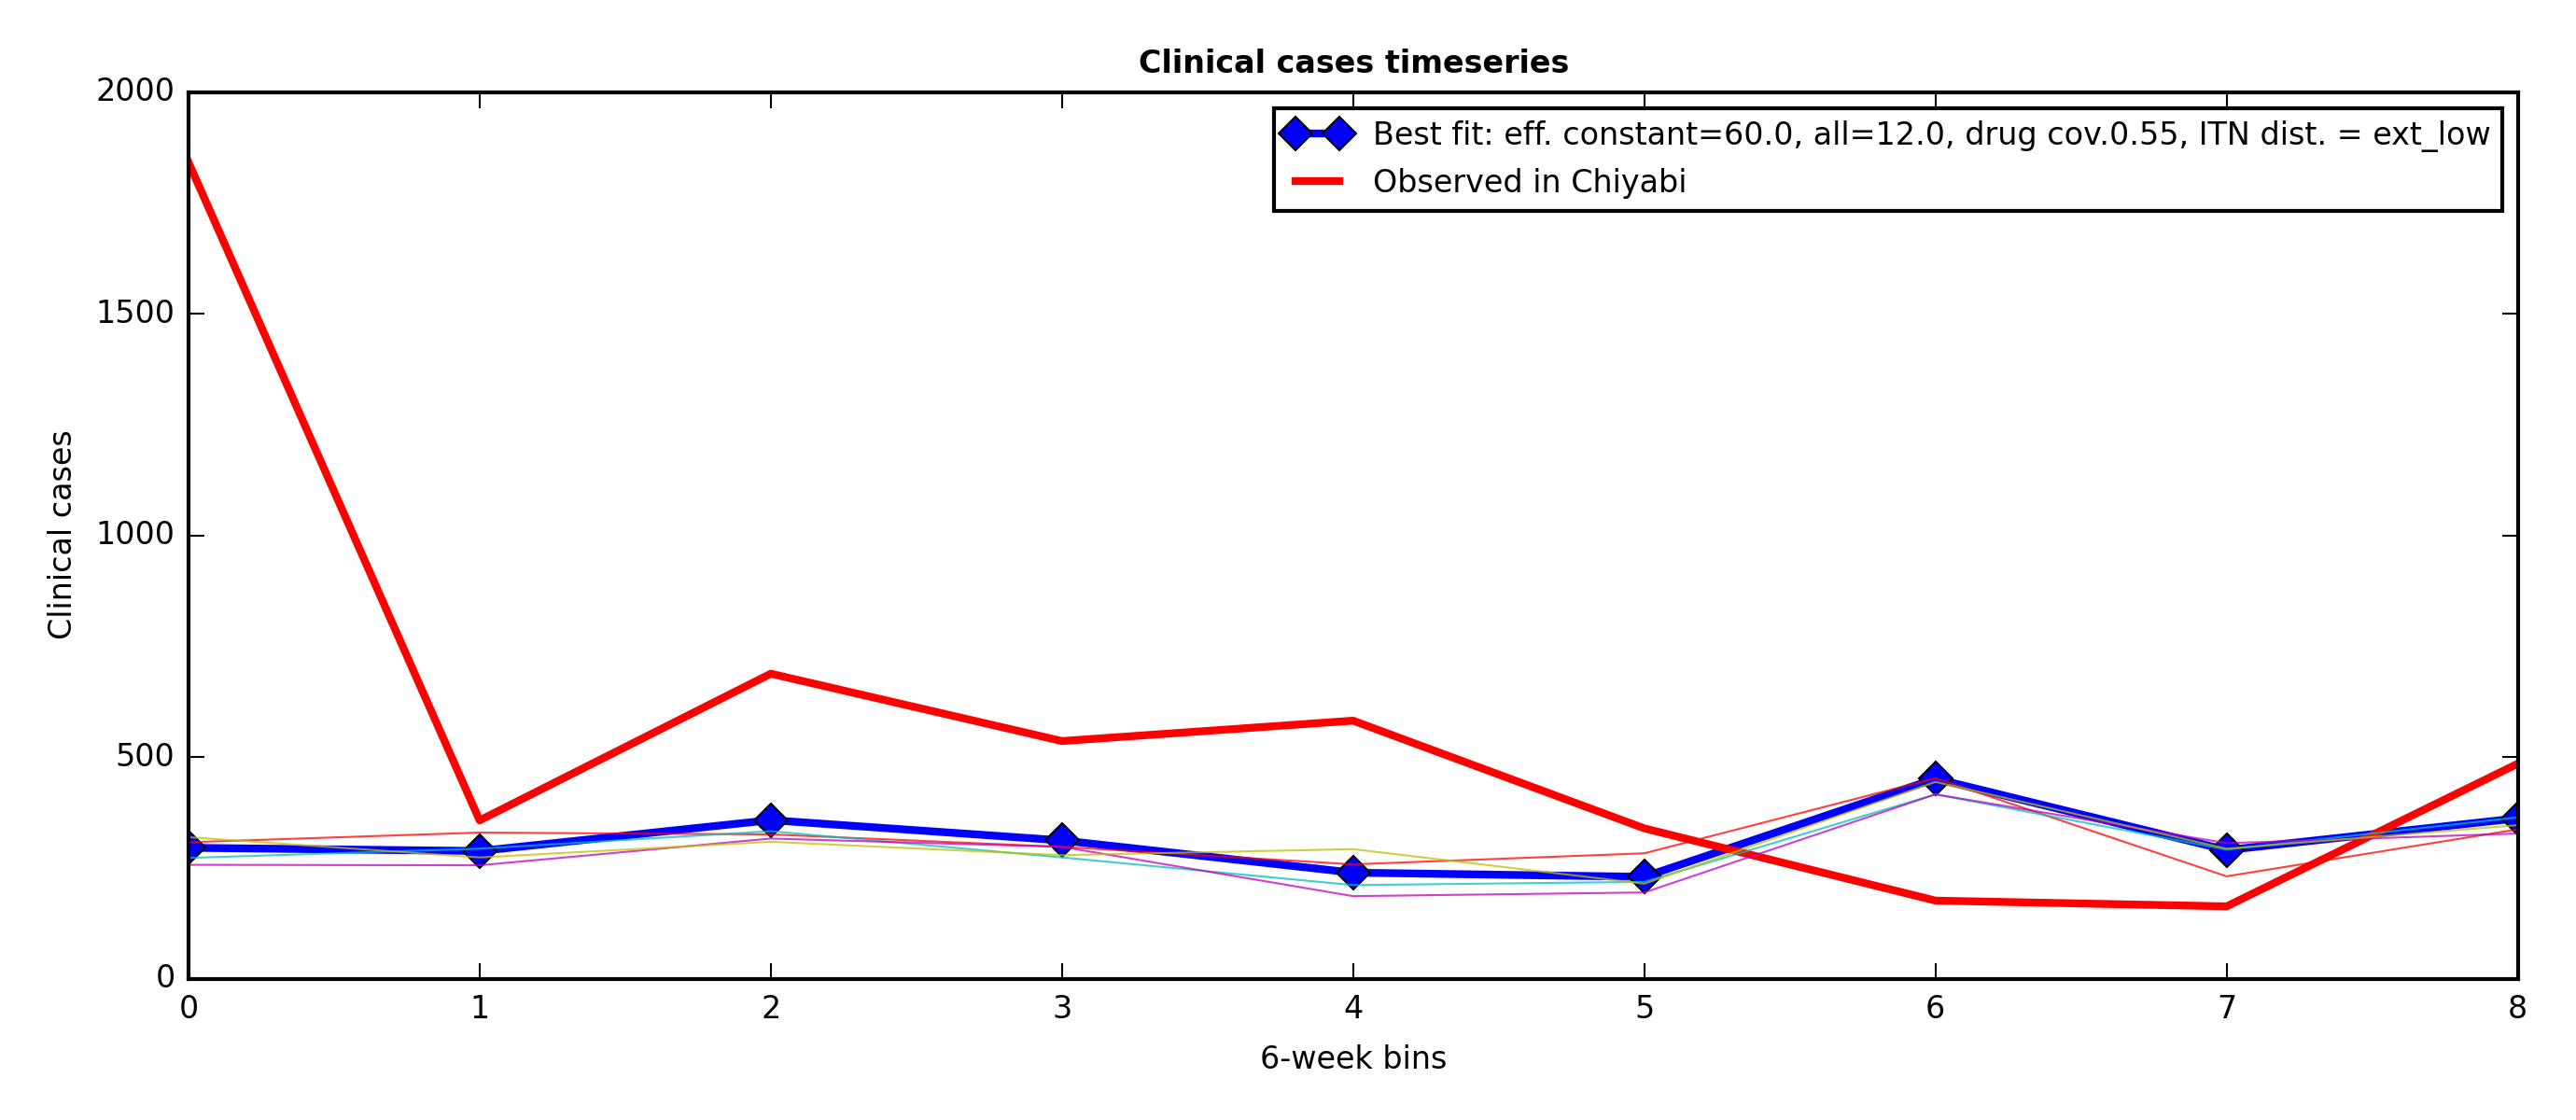 Clinical cases timeseries
2000
1500
1000
500
0
Clinical cases
Best fit: eff. constant=60.0, all=12.0, drug cov.0.55, ITN dist. = ext_low
Observed in Chiyabi
0 1 2 3 4 5 6 7 8
6-week bins